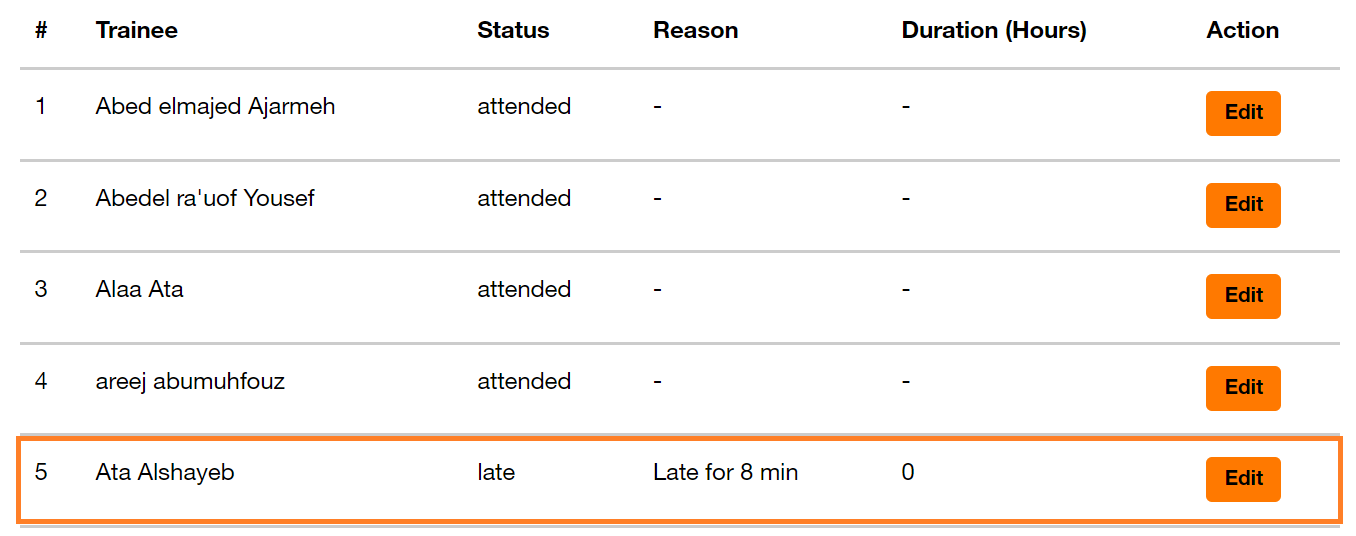 # Trainee Status Reason Duration (Hours) Action
1 Abed elmajed Ajarmeh attended - - Edit
2 Abedel ra'uof Yousef attended - - Edit
3 Alaa Ata attended - - Edit
4 areej abumuhfouz attended - - Edit
5 Ata Alshayeb late Late for 8 min 0 Edit